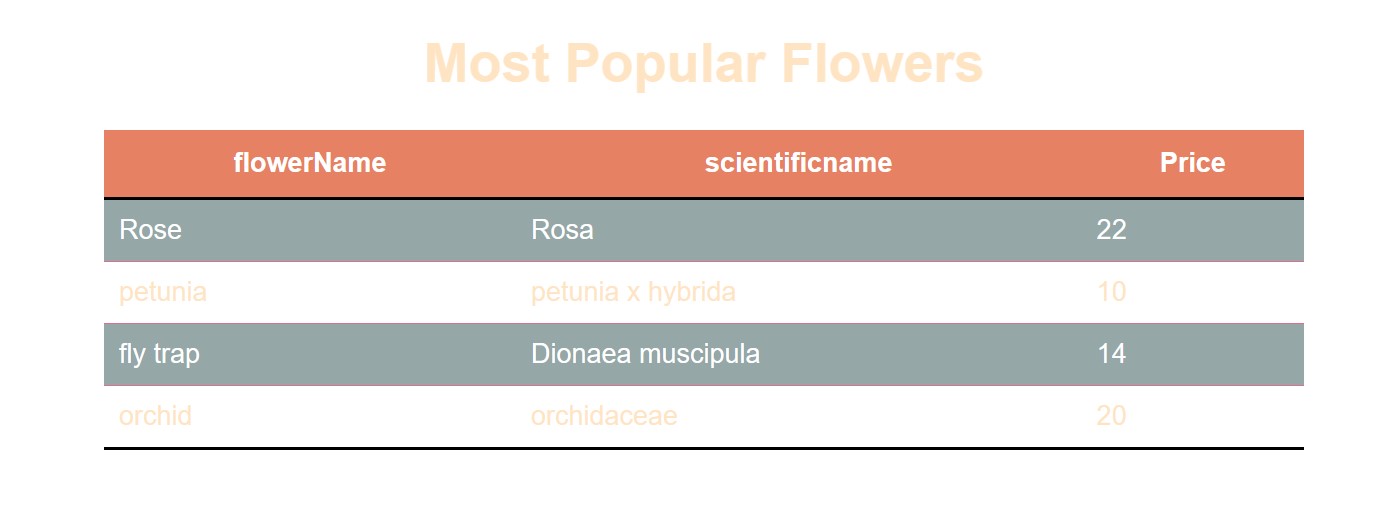 Most Popular Flowers
flowerName scientificname Price
Rose Rosa 22
petunia petunia x hybrida 10
fly trap Dionaea muscipula 14
orchid orchidaceae 20